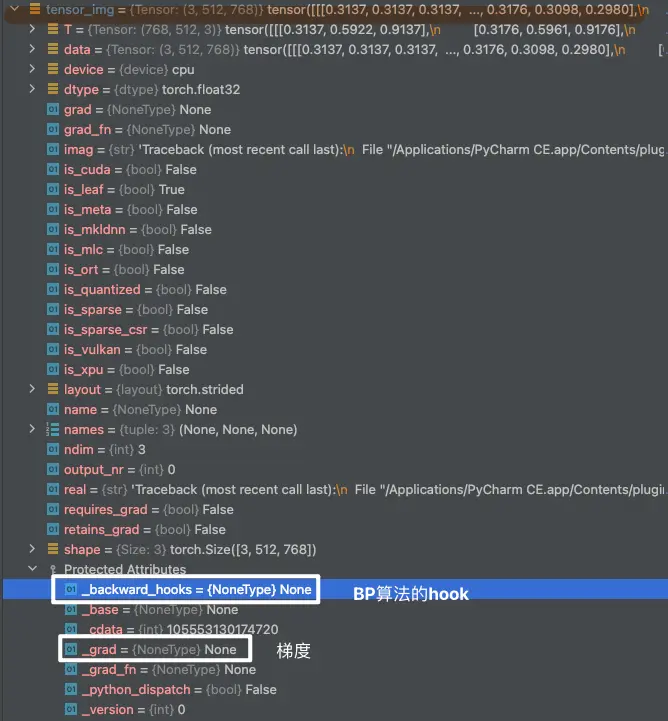 tensor_img = {Tensor: (3, 512, 768)} tensor([[[0.3137, 0.3137, 0.3137, ..., 0.3176, 0.3098, 0.2980],\n [0.3
T = {Tensor: (768, 512, 3)} tensor([[[0.3137, 0.5922, 0.9137],\n [0.3176, 0.5961, 0.9176],\n
data = {Tensor: (3, 512, 768)} tensor([[[0.3137, 0.3137, 0.3137, ..., 0.3176, 0.3098, 0.2980],\n [0
device = {device} cpu
dtype = {dtype} torch.float32
grad = {NoneType} None
grad_fn = {NoneType} None
imag = {str} 'Traceback (most recent call last):\n File "/Applications/PyCharm CE.app/Contents/plug
is_cuda = {bool} False
is_leaf = {bool} True
is_meta = {bool} False
is_mkldnn = {bool} False
is_mlc = {bool} False
is_ort = {bool} False
is_quantized = {bool} False
is_sparse = {bool} False
is_sparse_csr = {bool} False
is_vulkan = {bool} False
is_xpu = {bool} False
layout = {layout} torch.strided
name = {NoneType} None
names = {tuple: 3} (None, None, None)
ndim = {int} 3
output_nr = {int} 0
real = {str} 'Traceback (most recent call last):\n File "/Applications/PyCharm CE.app/Contents/plugi
requires_grad = {bool} False
retains_grad = {bool} False
shape = {Size: 3} torch.Size([3, 512, 768])
Protected Attributes
_backward_hooks = {NoneType} None BP算法的hook
_base = {NoneType} None
_cdata = {int} 105553130174720
_grad = {NoneType} None 梯度
_grad_fn = {NoneType} None
_python_dispatch = {bool} False
_version = {int} 0